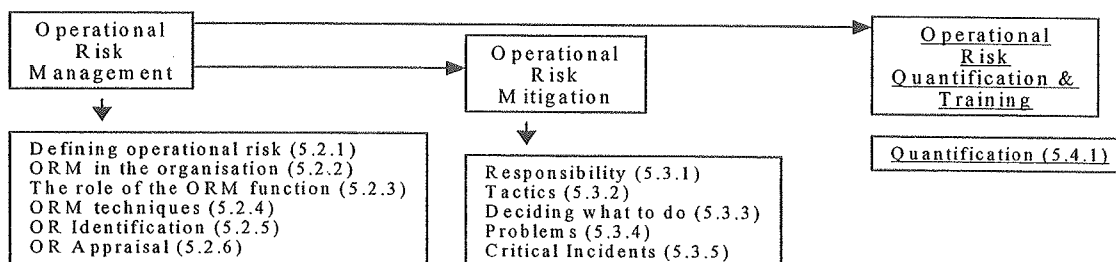 Operational
Risk
Management
Operational
Risk
Mitigation
Operational
Risk
Quantification &
Training
Defining operational risk (5.2.1)
ORM in the organisation (5.2.2)
The role of the ORM function (5.2.3)
ORM techniques (5.2.4)
OR Identification (5.2.5)
OR Appraisal (5.2.6)
Responsibility (5.3.1)
Tactics (5.3.2)
Deciding what to do (5.3.3)
Problems (5.3.4)
Critical Incidents (5.3.5)
Quantification (5.4.1)